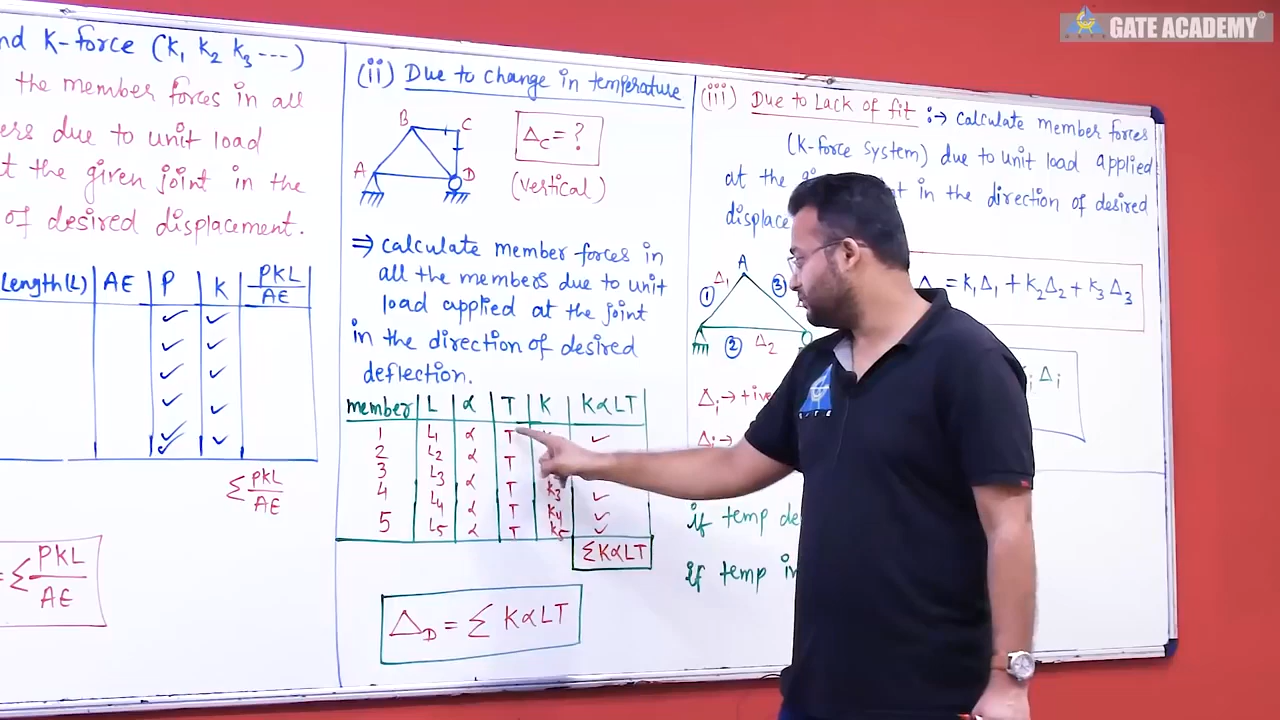 GATE ACADEMY
nd K-force (K₁ K₂ K₃ ----)
the member forces in all
ers due to unit load
t the given joint in the
of desired displacement.
Length(L) AE P K PKL/AE
✓ ✓
✓ ✓
✓ ✓
✓ ✓
✓ ✓
Σ PKL/AE
= Σ PKL/AE
(ii) Due to change in temperature
B C
A D
Δc = ?
(vertical)
⇒ calculate member forces in
all the members due to unit
load applied at the joint
in the direction of desired
deflection.
member L α T K KαLT
1 L₁ α T ✓
2 L₂ α T
3 L₃ α T K₃ ✓
4 L₄ α T K₄ ✓
5 L₅ α T K₅ ✓
ΣKαLT
Δ_D = Σ KαLT
(iii) Due to Lack of fit :→ calculate member forces
(K-force system) due to unit load applied
at the in the direction of desired
A
Δ₁
① ③
② Δ₂
= K₁Δ₁ + K₂Δ₂ + K₃Δ₃
Δi
Δi → +ive
Δi →
if temp de
if temp in